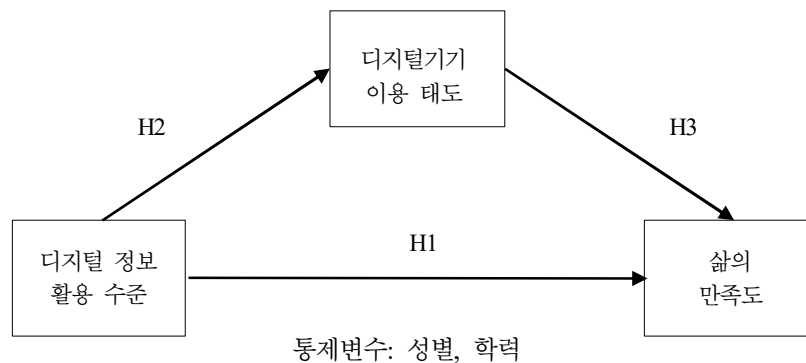 디지털기기
이용 태도
H2
H3
디지털 정보
활용 수준
H1
삶의
만족도
통제변수: 성별, 학력